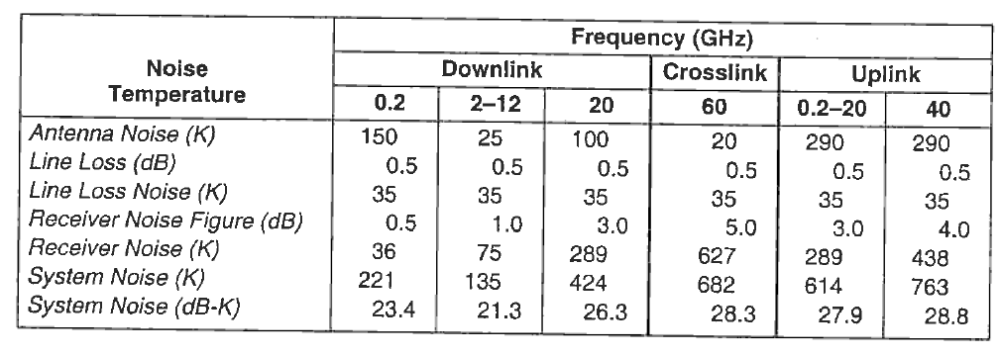 Frequency (GHz)
Noise Temperature Downlink Crosslink Uplink
0.2 2–12 20 60 0.2–20 40
Antenna Noise (K) 150 25 100 20 290 290
Line Loss (dB) 0.5 0.5 0.5 0.5 0.5 0.5
Line Loss Noise (K) 35 35 35 35 35 35
Receiver Noise Figure (dB) 0.5 1.0 3.0 5.0 3.0 4.0
Receiver Noise (K) 36 75 289 627 289 438
System Noise (K) 221 135 424 682 614 763
System Noise (dB-K) 23.4 21.3 26.3 28.3 27.9 28.8